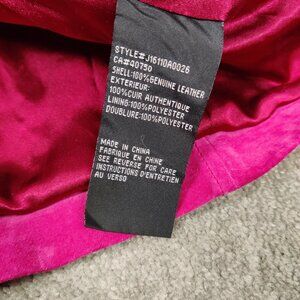 STYLE#J16110A0026
CA#40750
SHELL:100%GENUINE LEATHER
EXTERIEUR:
100%CUIR AUTHENTIQUE
LINING:100%POLYESTER
DOUBLURE:100%POLYESTER
MADE IN CHINA
FABRIQUE EN CHINE
SEE REVERSE FOR CARE
INSTRUCTIONS D'ENTRETIEN
AU VERSO